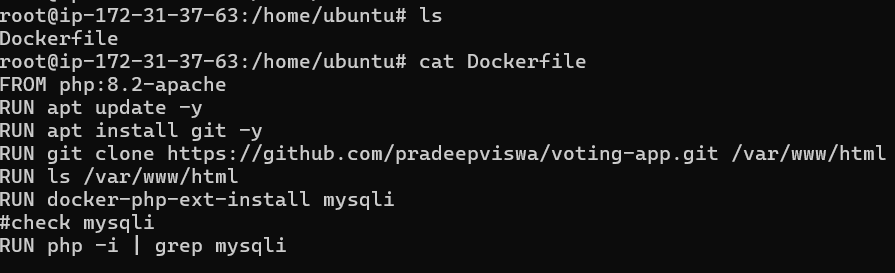 root@ip-172-31-37-63:/home/ubuntu# ls
Dockerfile
root@ip-172-31-37-63:/home/ubuntu# cat Dockerfile
FROM php:8.2-apache
RUN apt update -y
RUN apt install git -y
RUN git clone https://github.com/pradeepviswa/voting-app.git /var/www/html
RUN ls /var/www/html
RUN docker-php-ext-install mysqli
#check mysqli
RUN php -i | grep mysqli